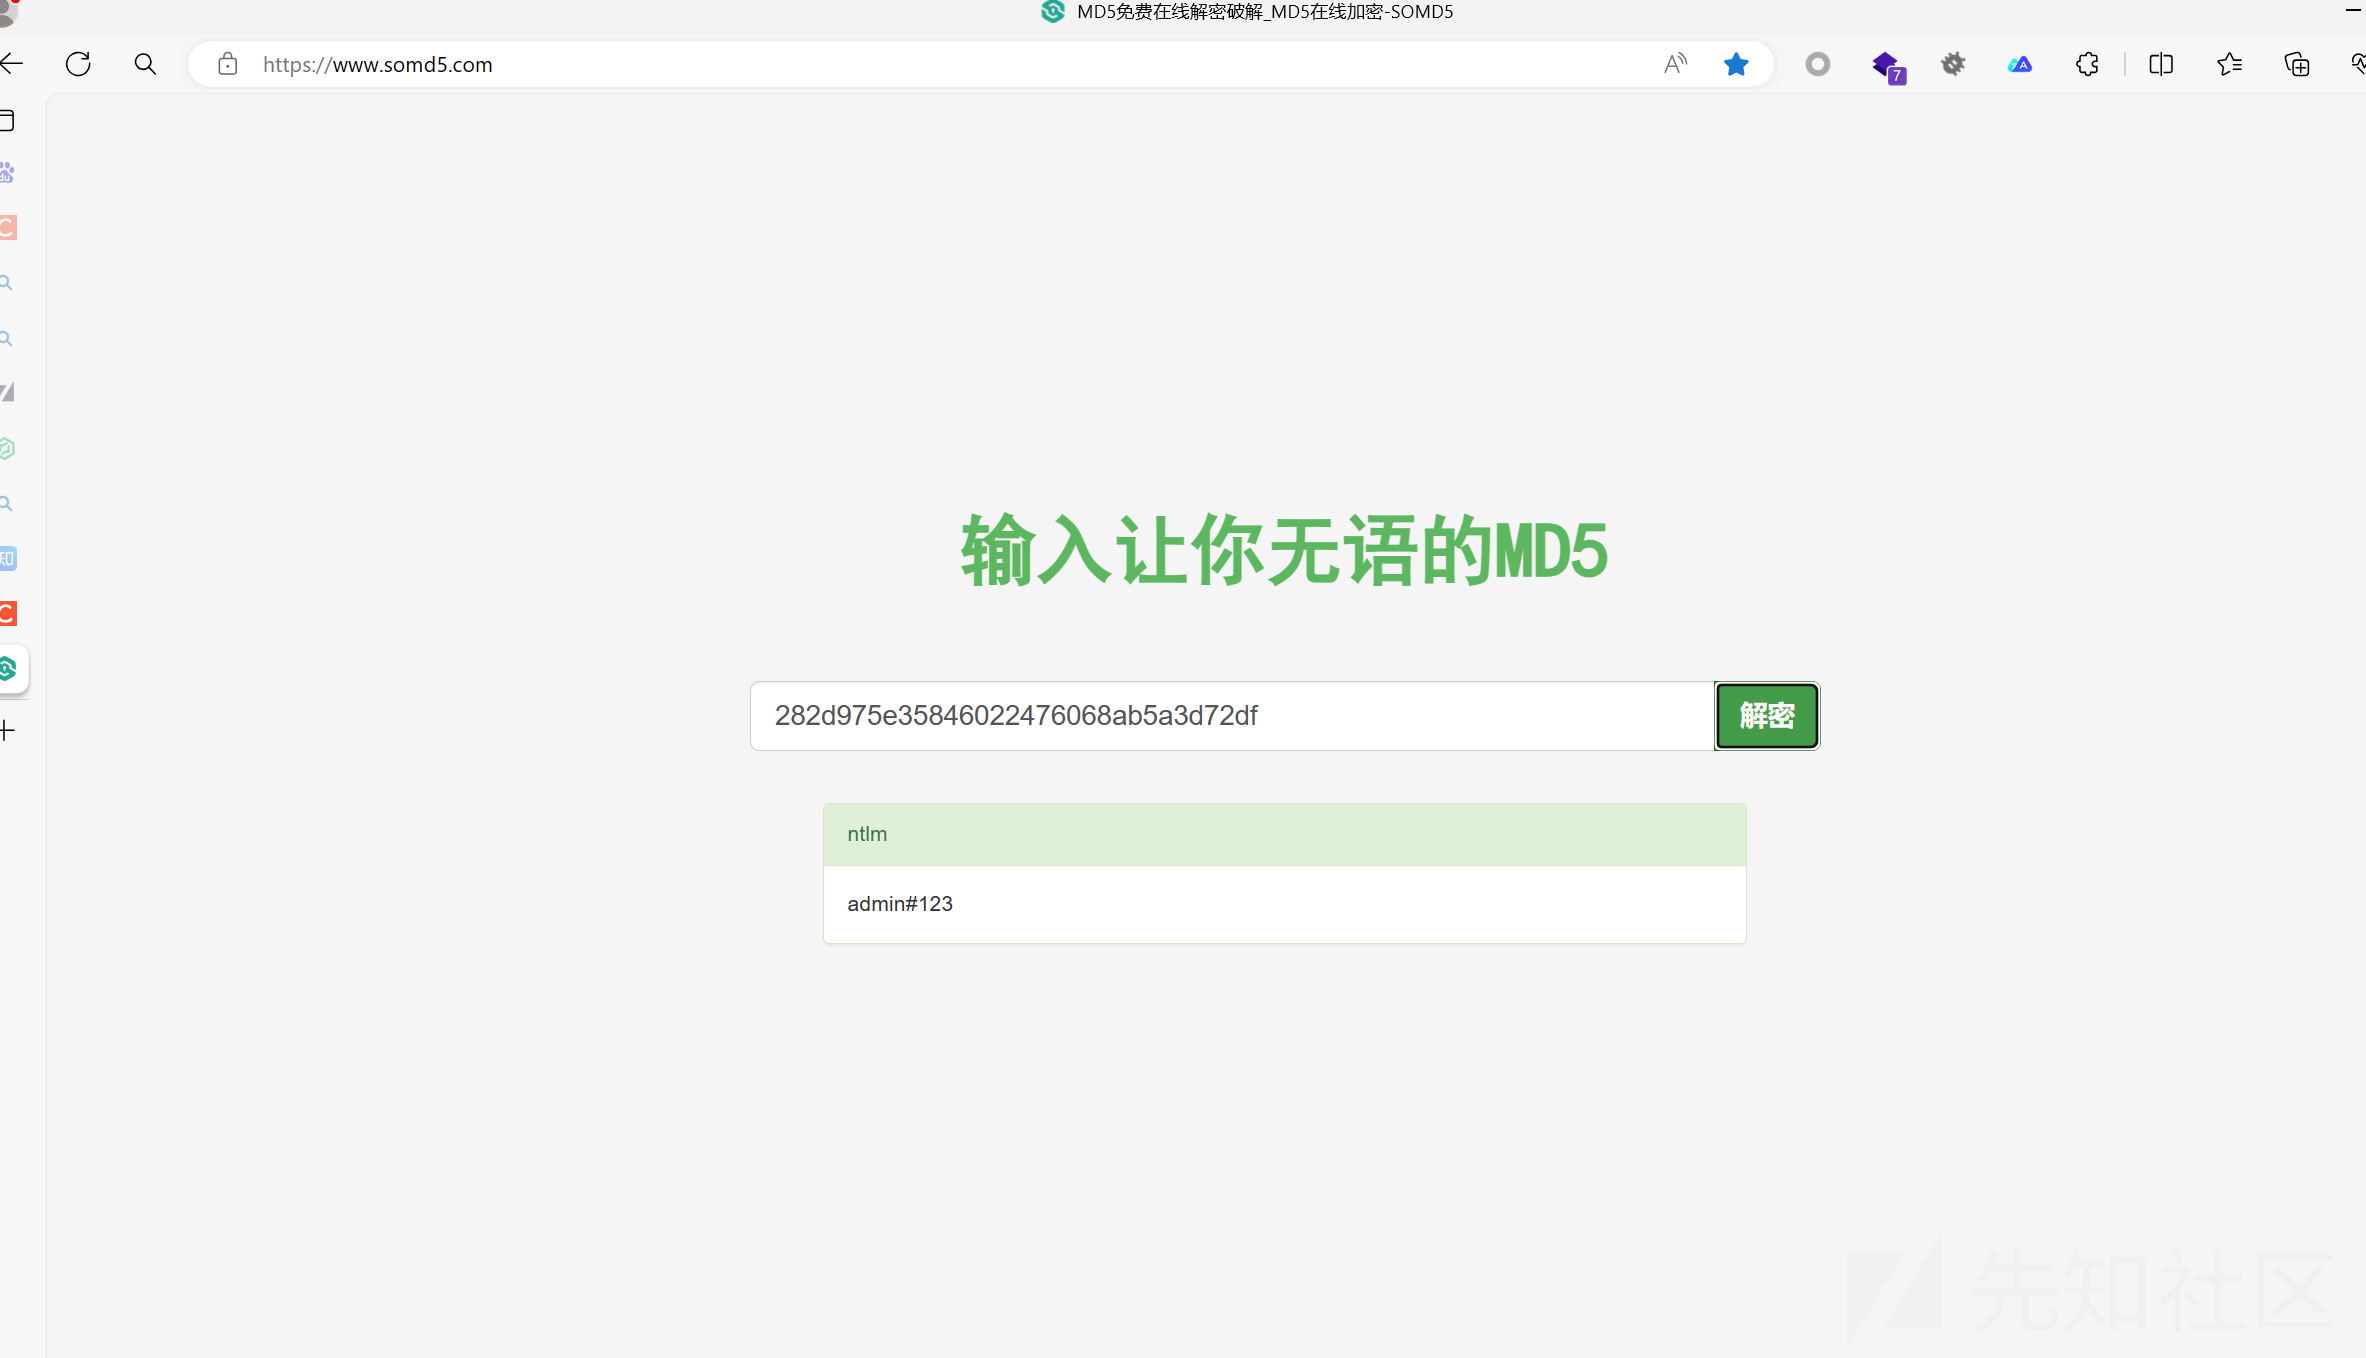 MD5免费在线解密破解_MD5在线加密-SOMD5
https://www.somd5.com
7
输入让你无语的MD5
282d975e35846022476068ab5a3d72df
解密
ntlm
admin#123
先知社区